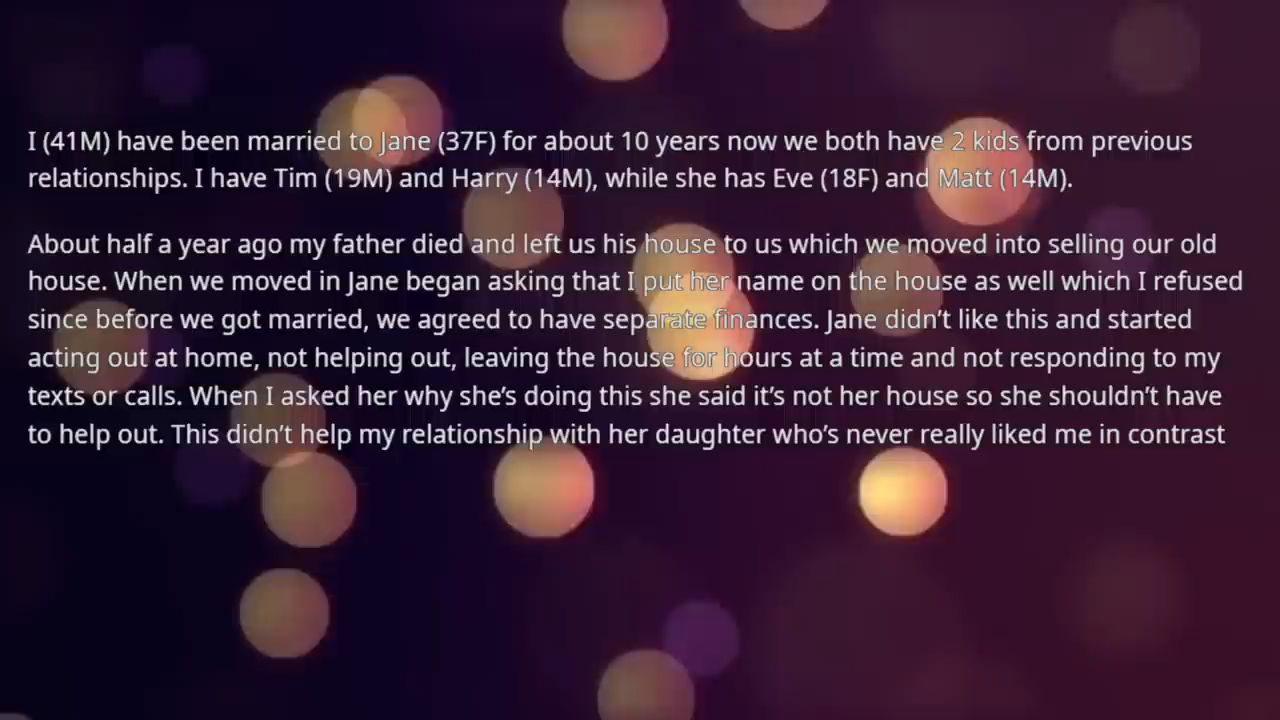 I (41M) have been married to Jane (37F) for about 10 years now we both have 2 kids from previous
relationships. I have Tim (19M) and Harry (14M), while she has Eve (18F) and Matt (14M).
About half a year ago my father died and left us his house to us which we moved into selling our old
house. When we moved in Jane began asking that I put her name on the house as well which I refused
since before we got married, we agreed to have separate finances. Jane didn’t like this and started
acting out at home, not helping out, leaving the house for hours at a time and not responding to my
texts or calls. When I asked her why she’s doing this she said it’s not her house so she shouldn’t have
to help out. This didn’t help my relationship with her daughter who’s never really liked me in contrast